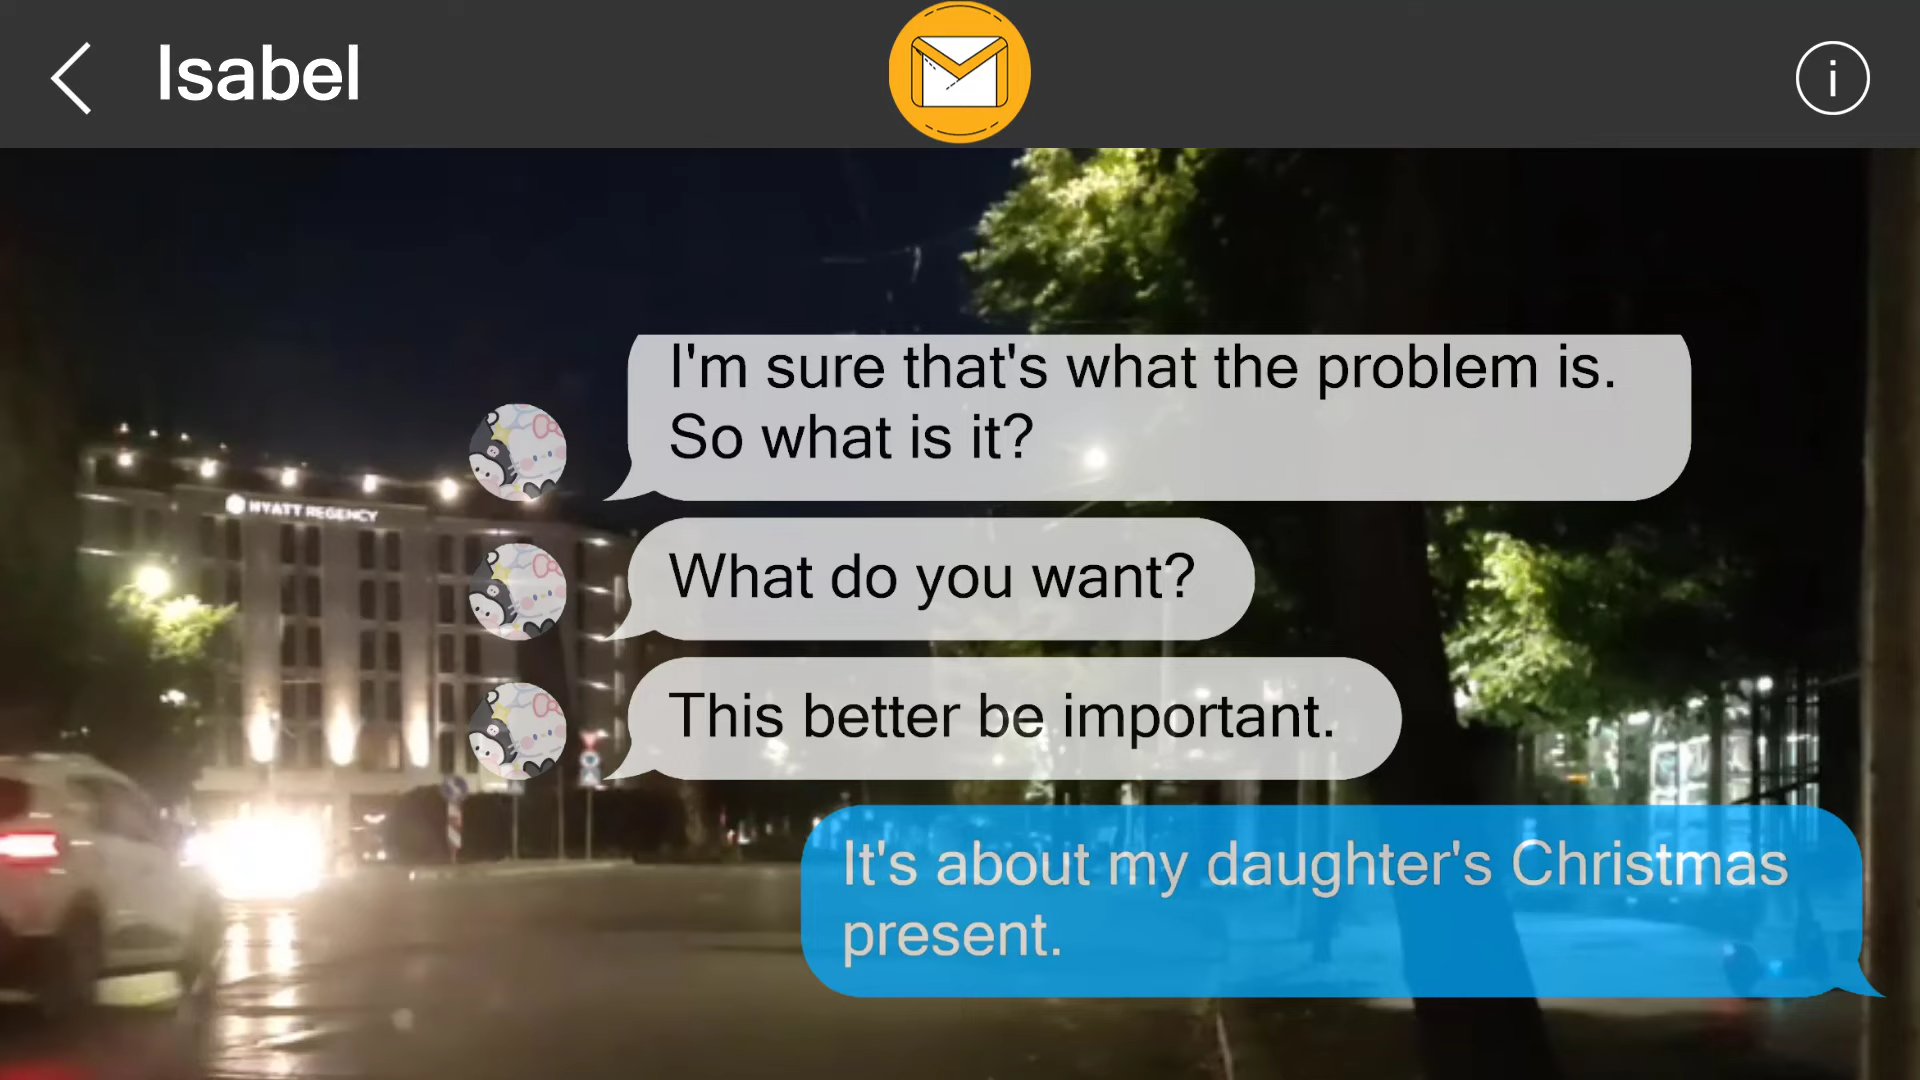 Isabel
i
I'm sure that's what the problem is.
So what is it?
HYATT REGENCY
What do you want?
This better be important.
It's about my daughter's Christmas
present.